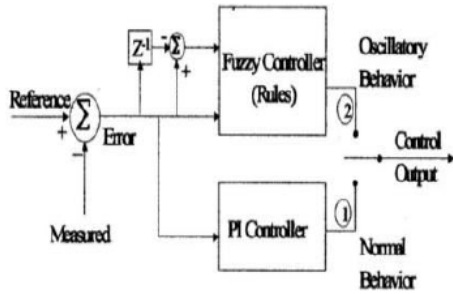 Z-1
Σ
-
+
Fuzzy Controller
(Rules)
Oscillatory
Behavior
Reference
+
Σ
Error
-
2
Control
Output
Measured
PI Controller
1
Normal
Behavior